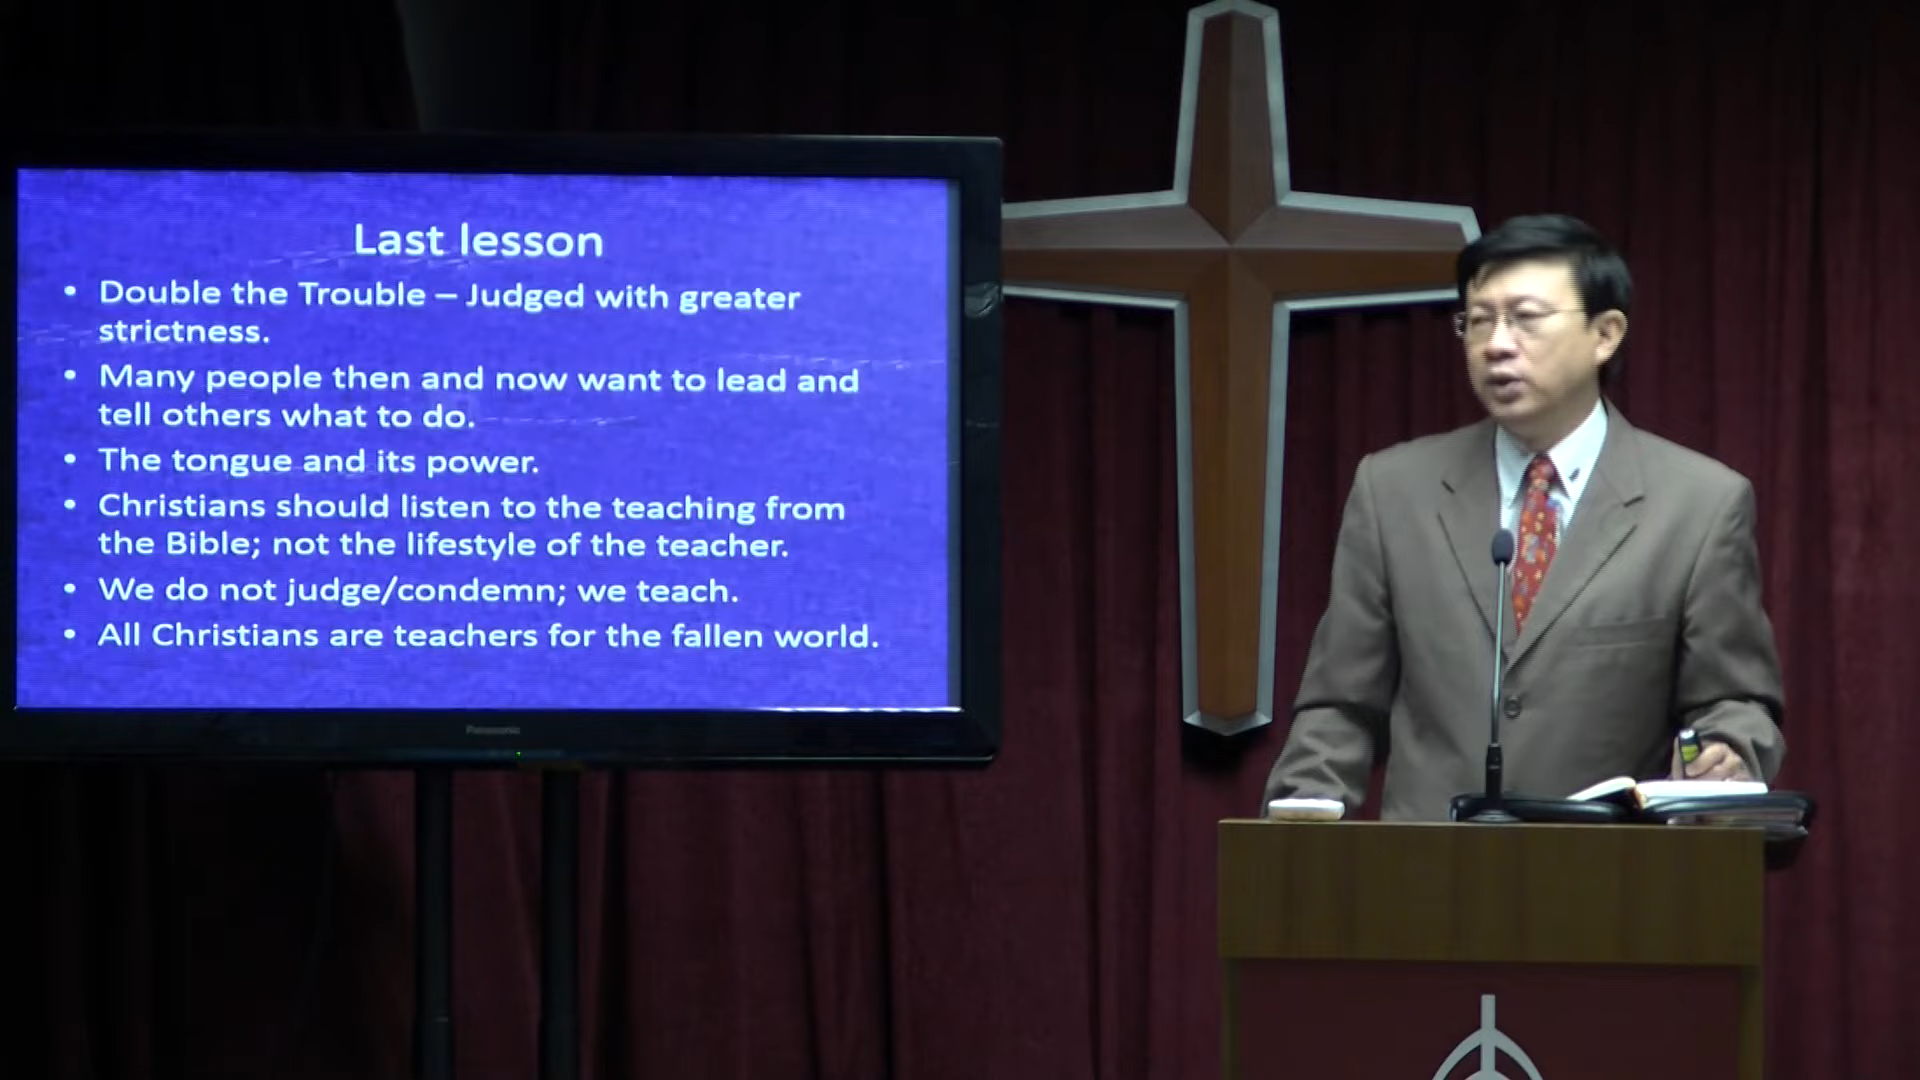 Last lesson
• Double the Trouble – Judged with greater
strictness.
• Many people then and now want to lead and
tell others what to do.
• The tongue and its power.
• Christians should listen to the teaching from
the Bible; not the lifestyle of the teacher.
• We do not judge/condemn; we teach.
• All Christians are teachers for the fallen world.
Panasonic